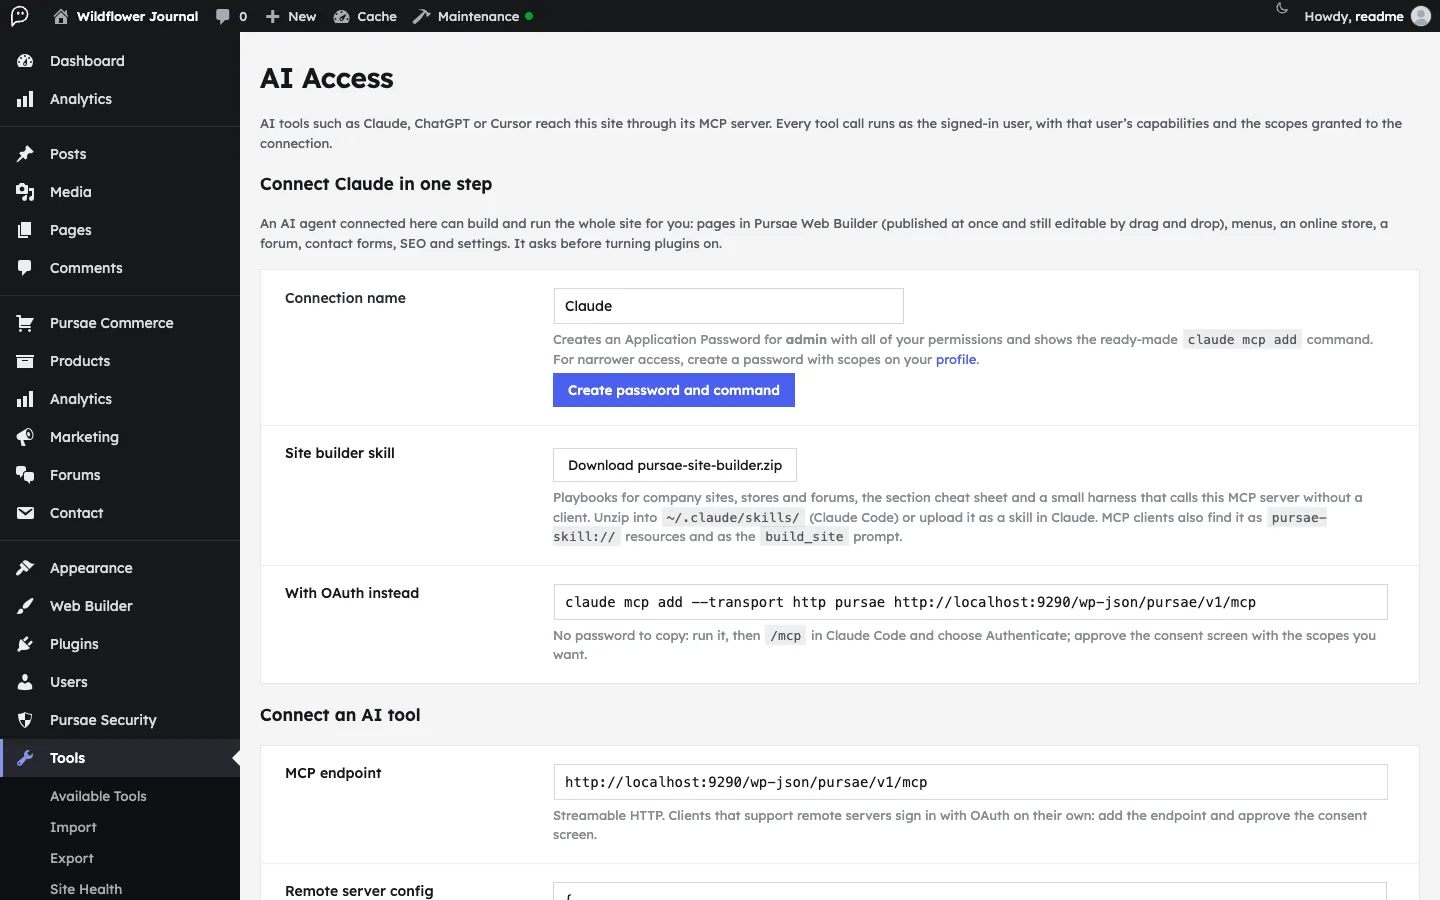 Wildflower Journal 0 New Cache Maintenance Howdy, readme
Dashboard
Analytics
Posts
Media
Pages
Comments
Pursae Commerce
Products
Analytics
Marketing
Forums
Contact
Appearance
Web Builder
Plugins
Users
Pursae Security
Tools
Available Tools
Import
Export
Site Health
AI Access
AI tools such as Claude, ChatGPT or Cursor reach this site through its MCP server. Every tool call runs as the signed-in user, with that user’s capabilities and the scopes granted to the
connection.
Connect Claude in one step
An AI agent connected here can build and run the whole site for you: pages in Pursae Web Builder (published at once and still editable by drag and drop), menus, an online store, a
forum, contact forms, SEO and settings. It asks before turning plugins on.
Connection name
Claude
Creates an Application Password for admin with all of your permissions and shows the ready-made claude mcp add command.
For narrower access, create a password with scopes on your profile.
Create password and command
Site builder skill
Download pursae-site-builder.zip
Playbooks for company sites, stores and forums, the section cheat sheet and a small harness that calls this MCP server without a
client. Unzip into ~/.claude/skills/ (Claude Code) or upload it as a skill in Claude. MCP clients also find it as pursae-
skill:// resources and as the build_site prompt.
With OAuth instead
claude mcp add --transport http pursae http://localhost:9290/wp-json/pursae/v1/mcp
No password to copy: run it, then /mcp in Claude Code and choose Authenticate; approve the consent screen with the scopes you
want.
Connect an AI tool
MCP endpoint
http://localhost:9290/wp-json/pursae/v1/mcp
Streamable HTTP. Clients that support remote servers sign in with OAuth on their own: add the endpoint and approve the consent
screen.
Remote server config
{